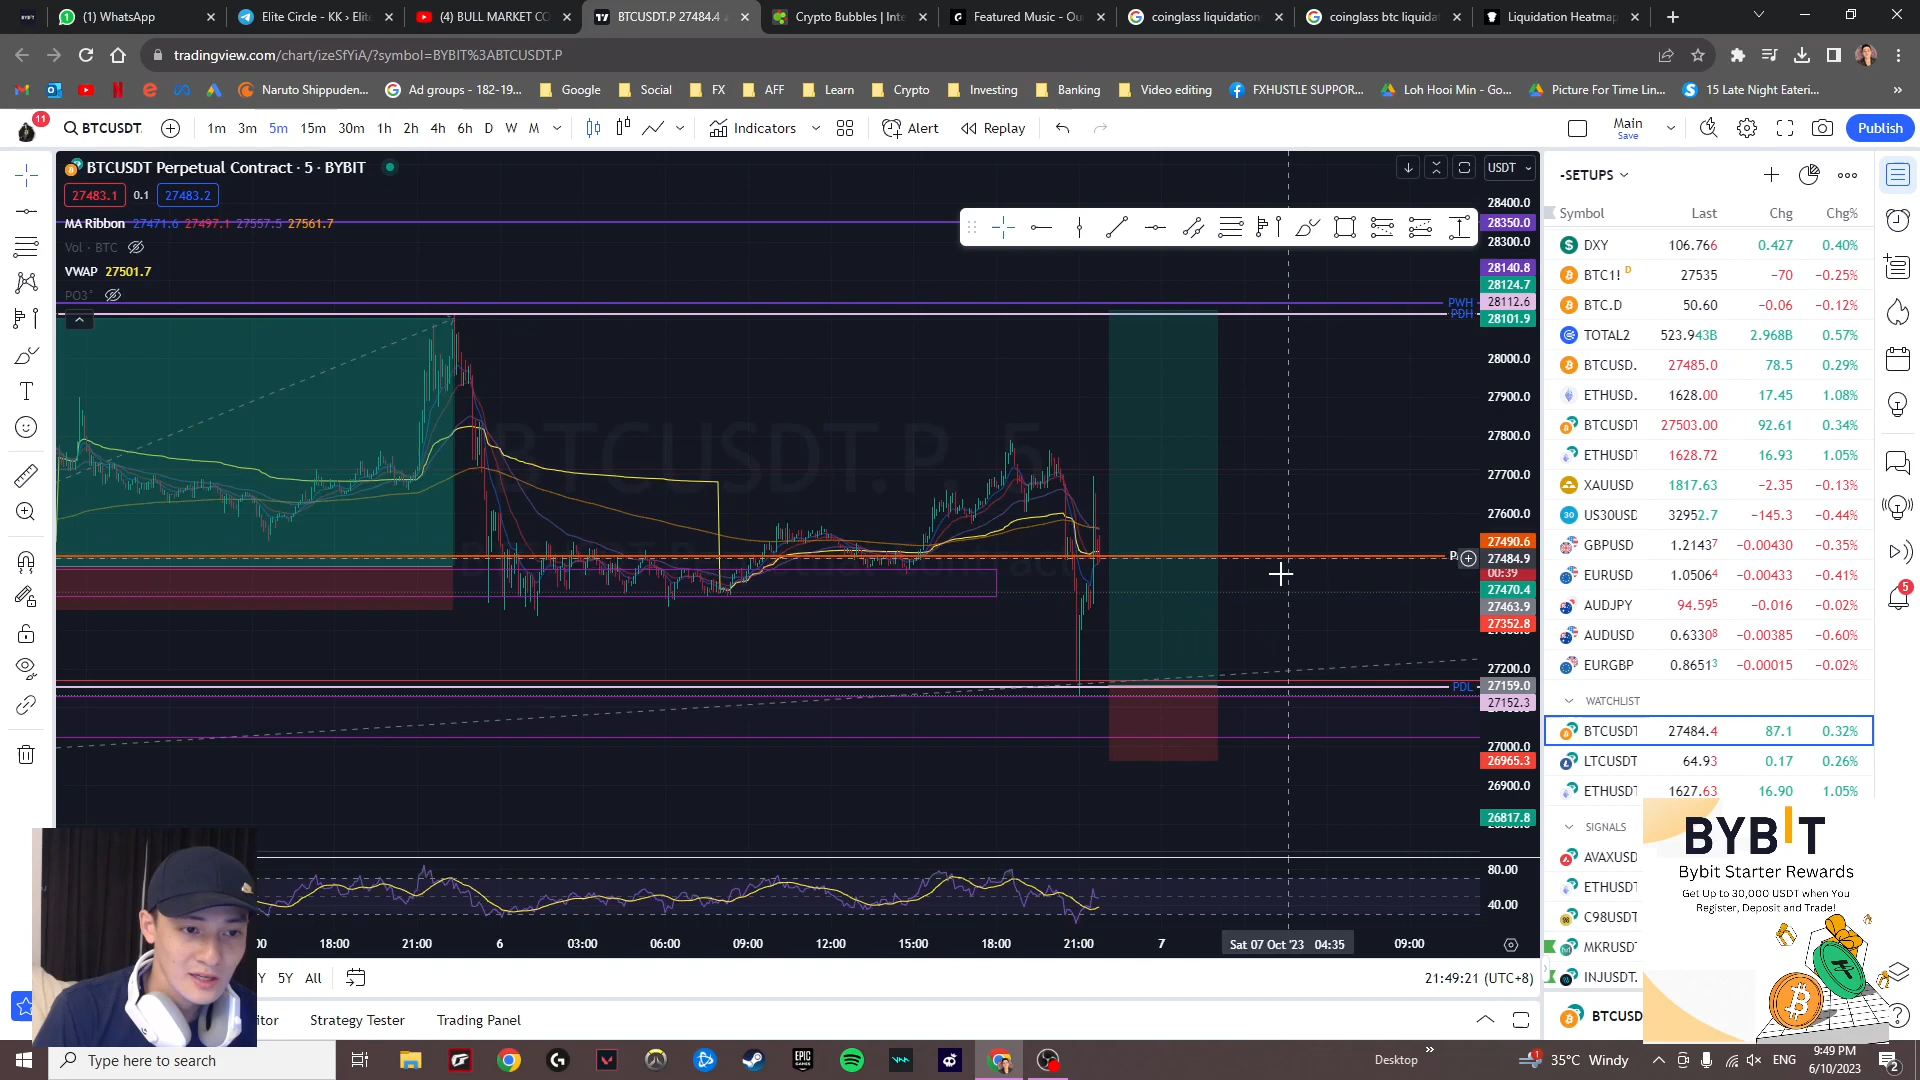 (1) WhatsApp
Elite Circle - KK › Elite
(4) BULL MARKET CO
BTCUSDT.P 27484.4
Crypto Bubbles | Inte
Featured Music - Ou
coinglass liquidation
coinglass btc liquida
Liquidation Heatmap
tradingview.com/chart/izeSfYiA/?symbol=BYBIT%3ABTCUSDT.P
Naruto Shippuden...
Ad groups - 182-19...
Google
Social
FX
AFF
Learn
Crypto
Investing
Banking
Video editing
FXHUSTLE SUPPOR...
Loh Hooi Min - Go...
Picture For Time Lin...
15 Late Night Eateri...
»
11
BTCUSDT.
1m 3m 5m 15m 30m 1h 2h 4h 6h D W M
Indicators
Alert
Replay
Main
Save
Publish
BTCUSDT Perpetual Contract · 5 · BYBIT
USDT
27483.1 0.1 27483.2
MA Ribbon 27471.6 27497.1 27557.5 27561.7
Vol · BTC
VWAP 27501.7
PO3
BTCUSDT.P, 5
28400.0
28350.0
28300.0
28140.8
28124.7
PWH 28112.6
PDH 28101.9
28000.0
27900.0
27800.0
27700.0
27600.0
27490.6
27484.9
00:39
27470.4
27463.9
27352.8
27200.0
PDL 27159.0
27152.3
27000.0
26965.3
26900.0
26817.8
80.00
40.00
18:00 21:00 6 03:00 06:00 09:00 12:00 15:00 18:00 21:00 7 Sat 07 Oct '23 04:35 09:00
Y 5Y All
21:49:21 (UTC+8)
itor Strategy Tester Trading Panel
-SETUPS
Symbol Last Chg Chg%
DXY 106.766 0.427 0.40%
BTC1! D 27535 -70 -0.25%
BTC.D 50.60 -0.06 -0.12%
TOTAL2 523.943B 2.968B 0.57%
BTCUSD. 27485.0 78.5 0.29%
ETHUSD. 1628.00 17.45 1.08%
BTCUSDT 27503.00 92.61 0.34%
ETHUSDT 1628.72 16.93 1.05%
XAUUSD 1817.63 -2.35 -0.13%
US30USD 32952.7 -145.3 -0.44%
GBPUSD 1.21437 -0.00430 -0.35%
EURUSD 1.05064 -0.00433 -0.41%
AUDJPY 94.595 -0.016 -0.02%
AUDUSD 0.63308 -0.00385 -0.60%
EURGBP 0.86513 -0.00015 -0.02%
WATCHLIST
BTCUSDT 27484.4 87.1 0.32%
LTCUSDT 64.93 0.17 0.26%
ETHUSDT 1627.63 16.90 1.05%
SIGNALS
AVAXUSD
ETHUSDT
C98USDT
MKRUSD
INJUSDT.
BTCUSD
5
BYBIT
Bybit Starter Rewards
Get Up to 30,000 USDT when You
Register, Deposit and Trade!
Type here to search
Desktop
»
35°C Windy
ENG
9:49 PM
6/10/2023
2